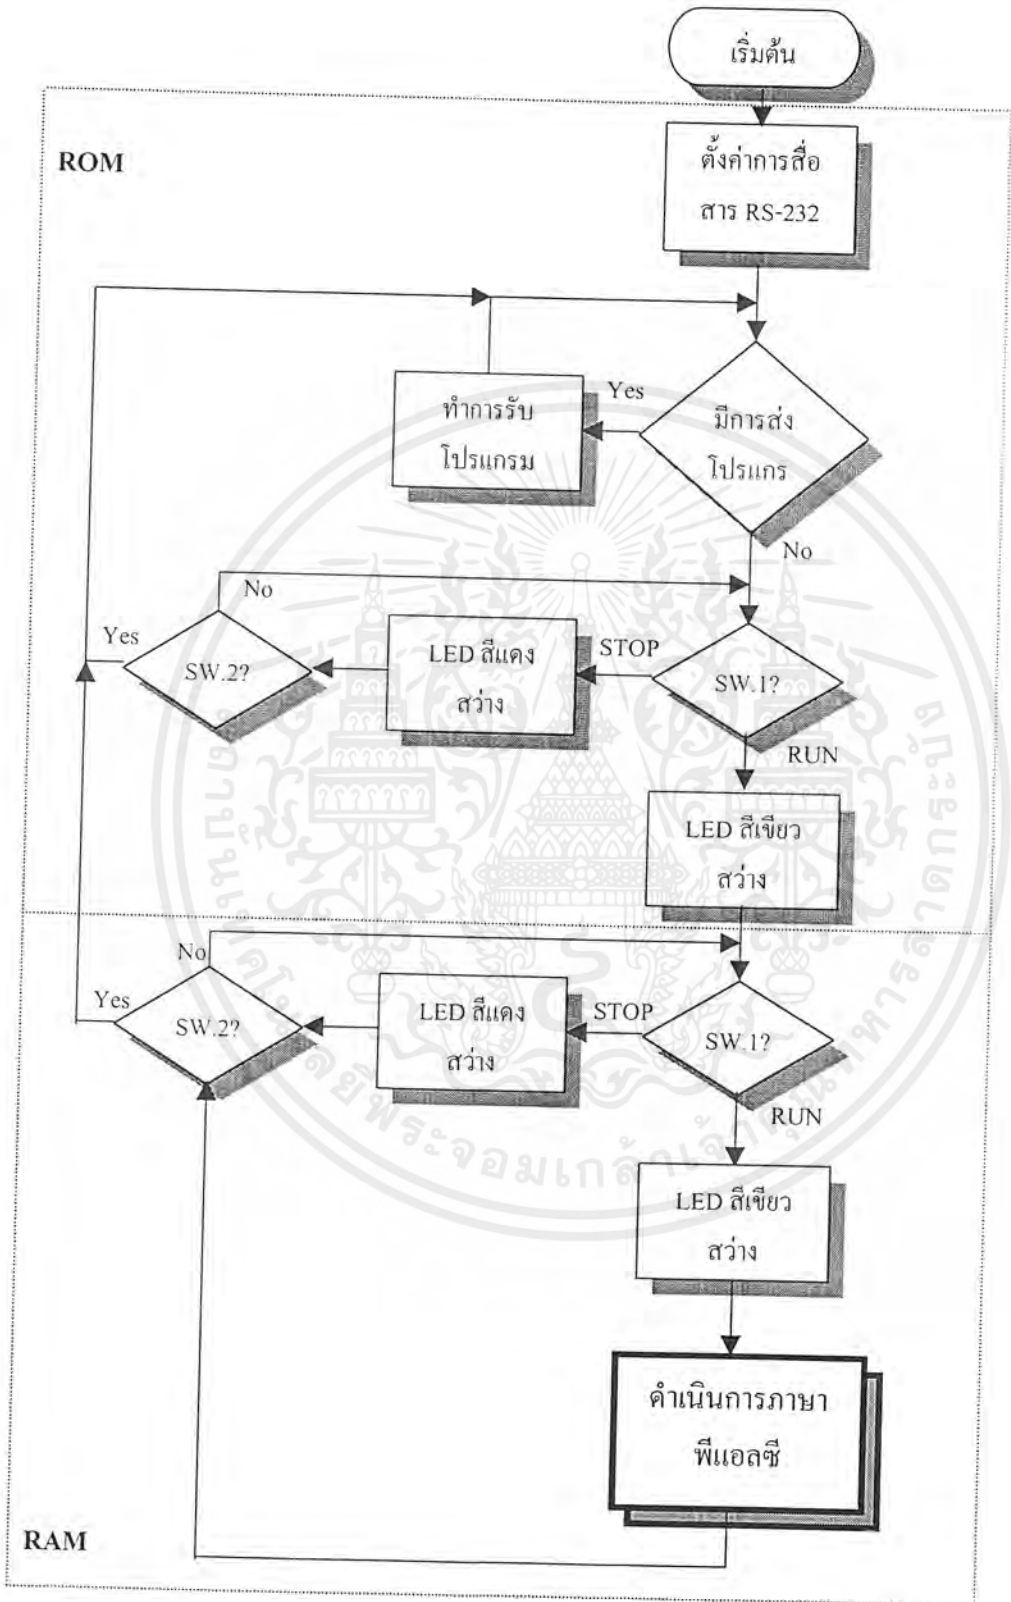 เริ่มต้น
ROM
ตั้งค่าการสื่อ
สาร RS-232
ทำการรับ
โปรแกรม
Yes
มีการส่ง
โปรแกร
No
No
Yes
SW.2?
LED สีแดง
สว่าง
STOP
SW.1?
RUN
LED สีเขียว
สว่าง
No
Yes
SW.2?
LED สีแดง
สว่าง
STOP
SW.1?
RUN
LED สีเขียว
สว่าง
ดำเนินการภาษา
พีแอลซี
RAM